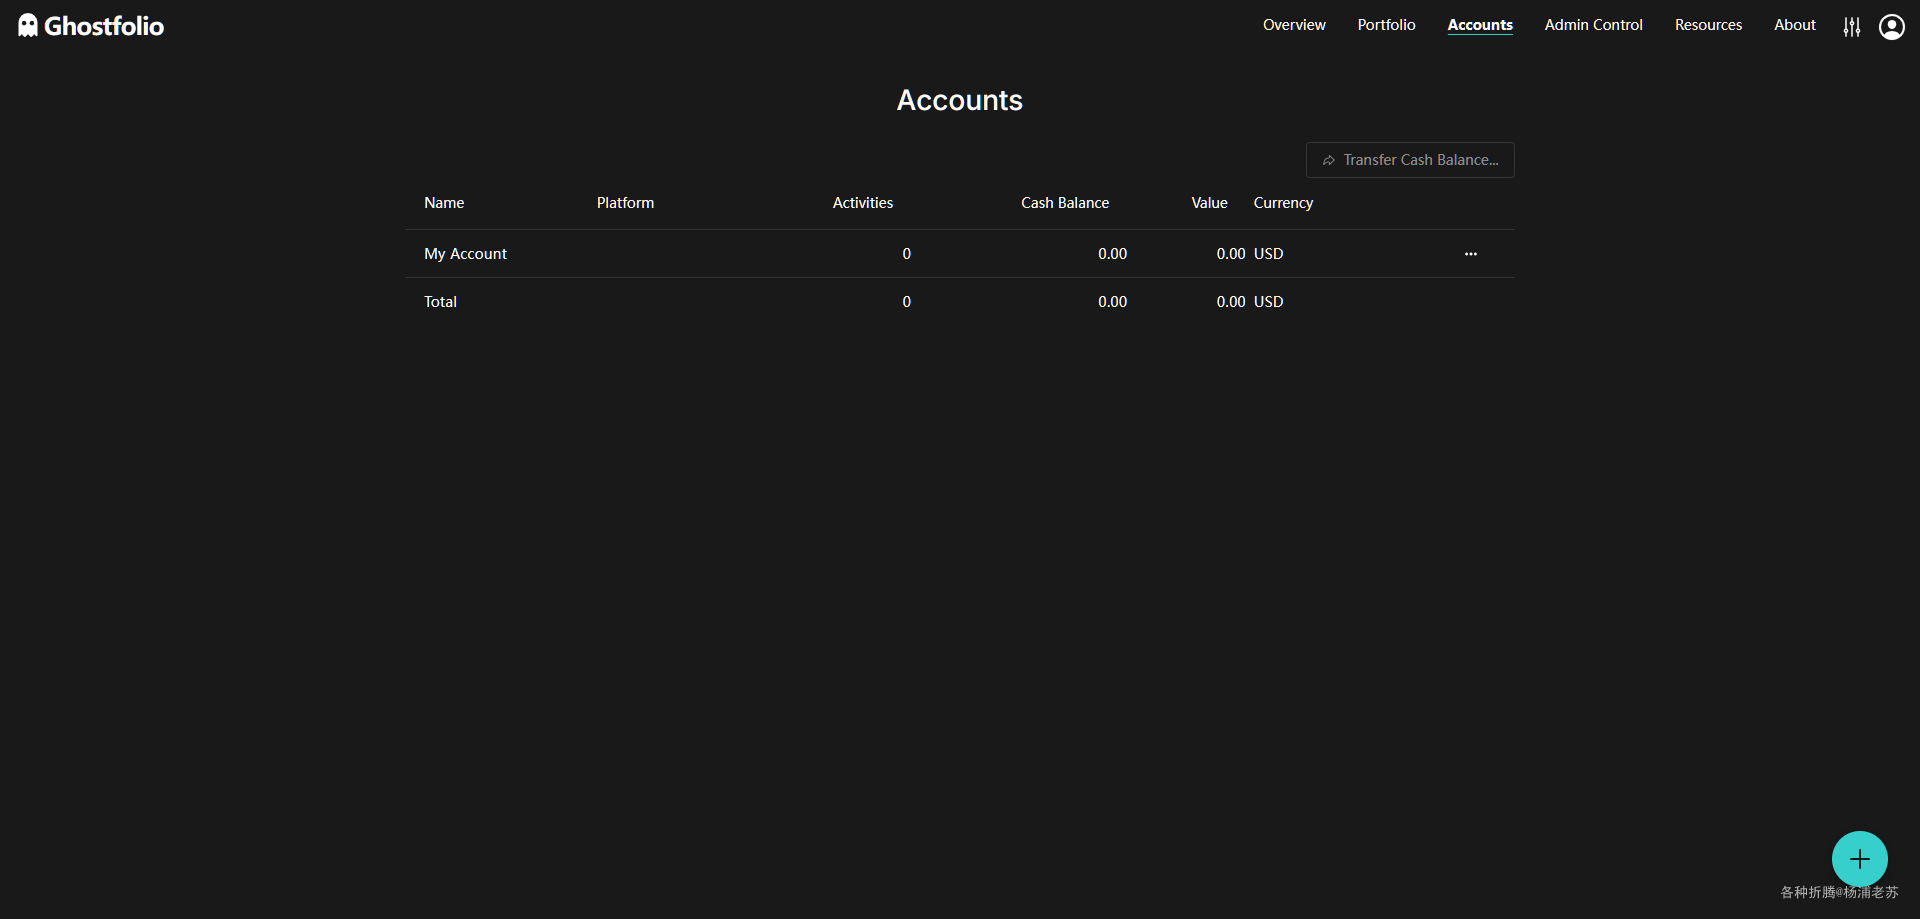 Ghostfolio
Overview Portfolio Accounts Admin Control Resources About
Accounts
Transfer Cash Balance...
Name Platform Activities Cash Balance Value Currency
My Account 0 0.00 0.00 USD
Total 0 0.00 0.00 USD
各种折腾@杨浦老苏